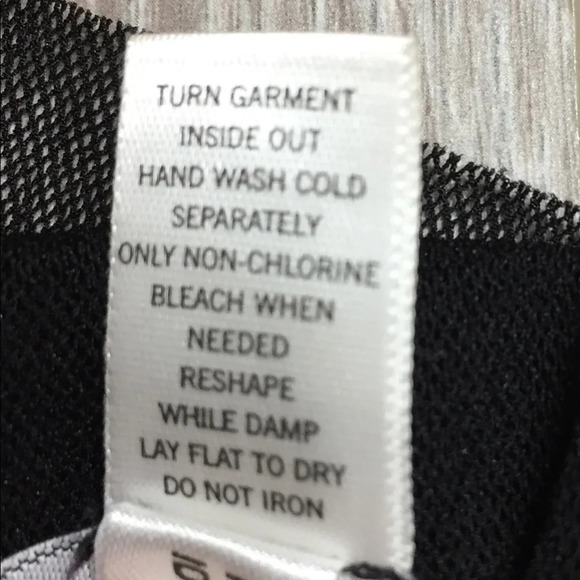 TURN GARMENT
INSIDE OUT
HAND WASH COLD
SEPARATELY
ONLY NON-CHLORINE
BLEACH WHEN
NEEDED
RESHAPE
WHILE DAMP
LAY FLAT TO DRY
DO NOT IRON